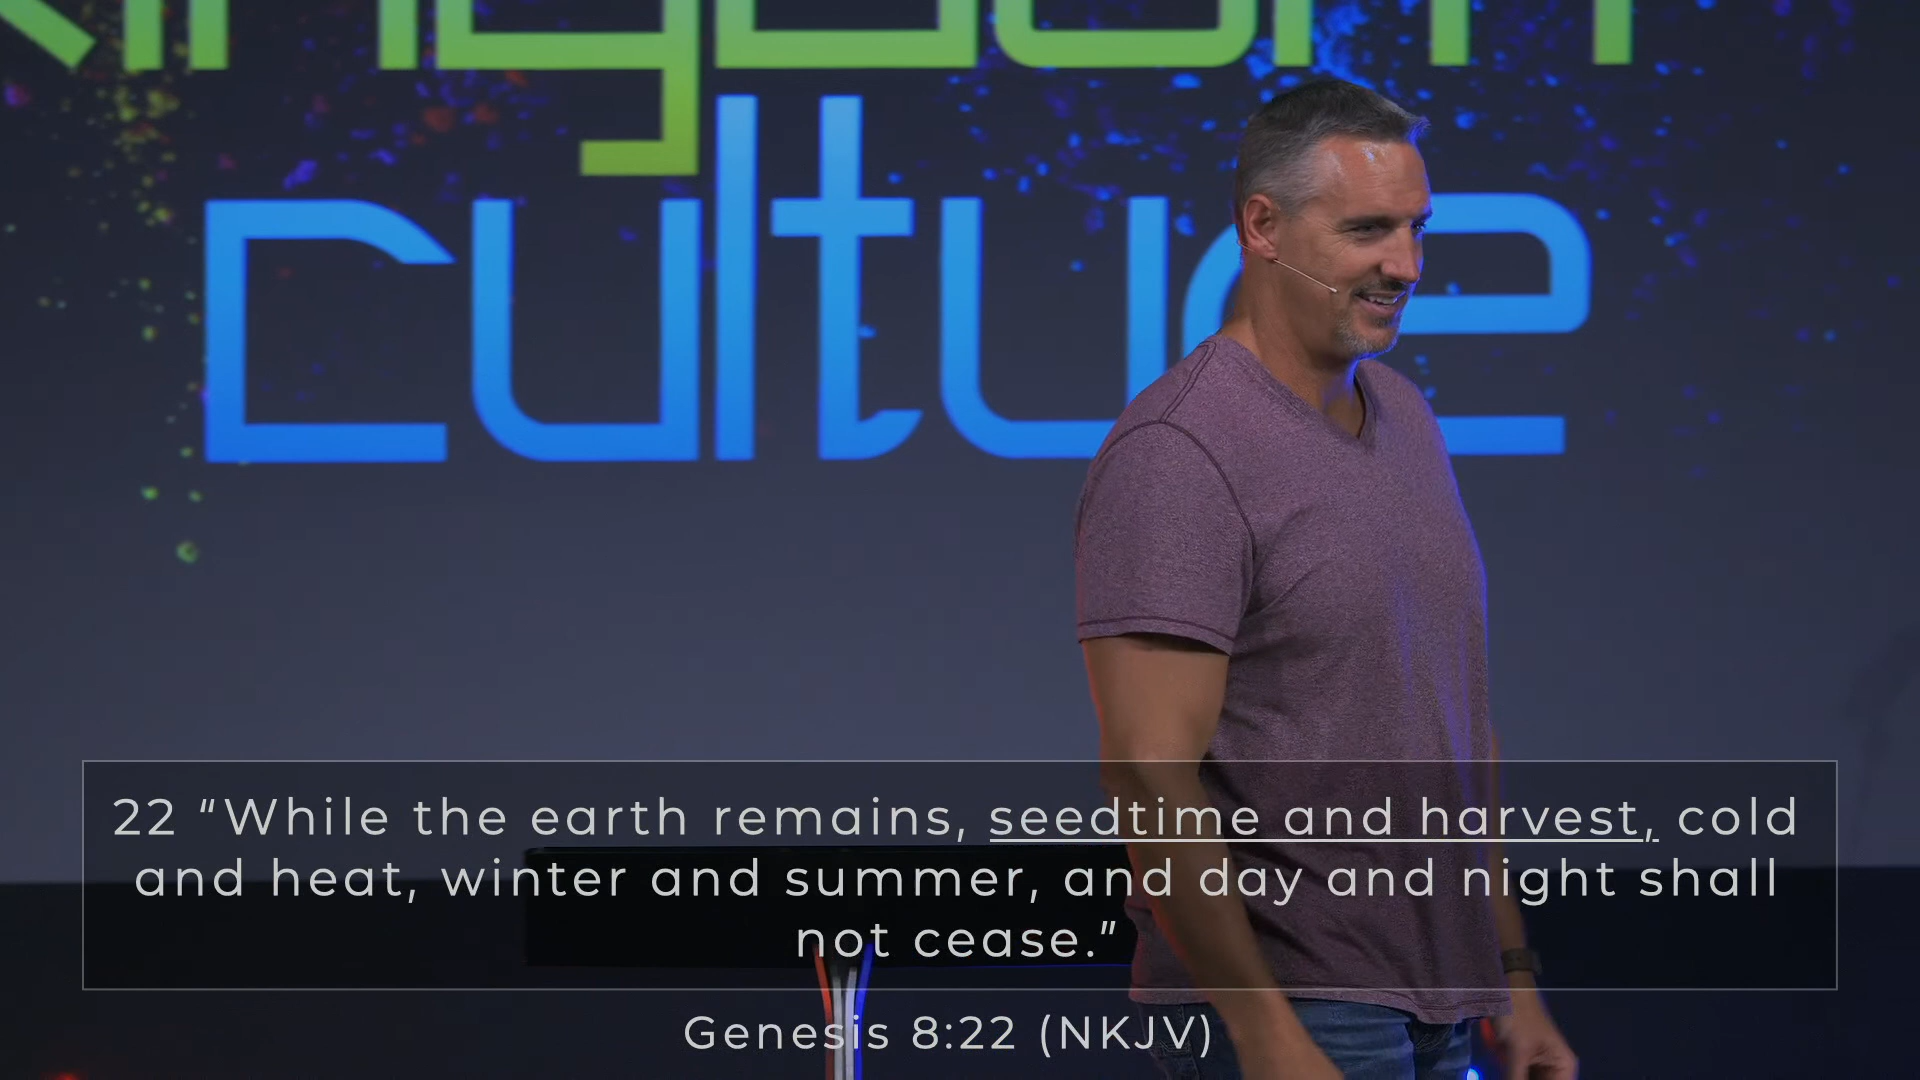 kingdom
culture
22 “While the earth remains, seedtime and harvest, cold
and heat, winter and summer, and day and night shall
not cease.”
Genesis 8:22 (NKJV)